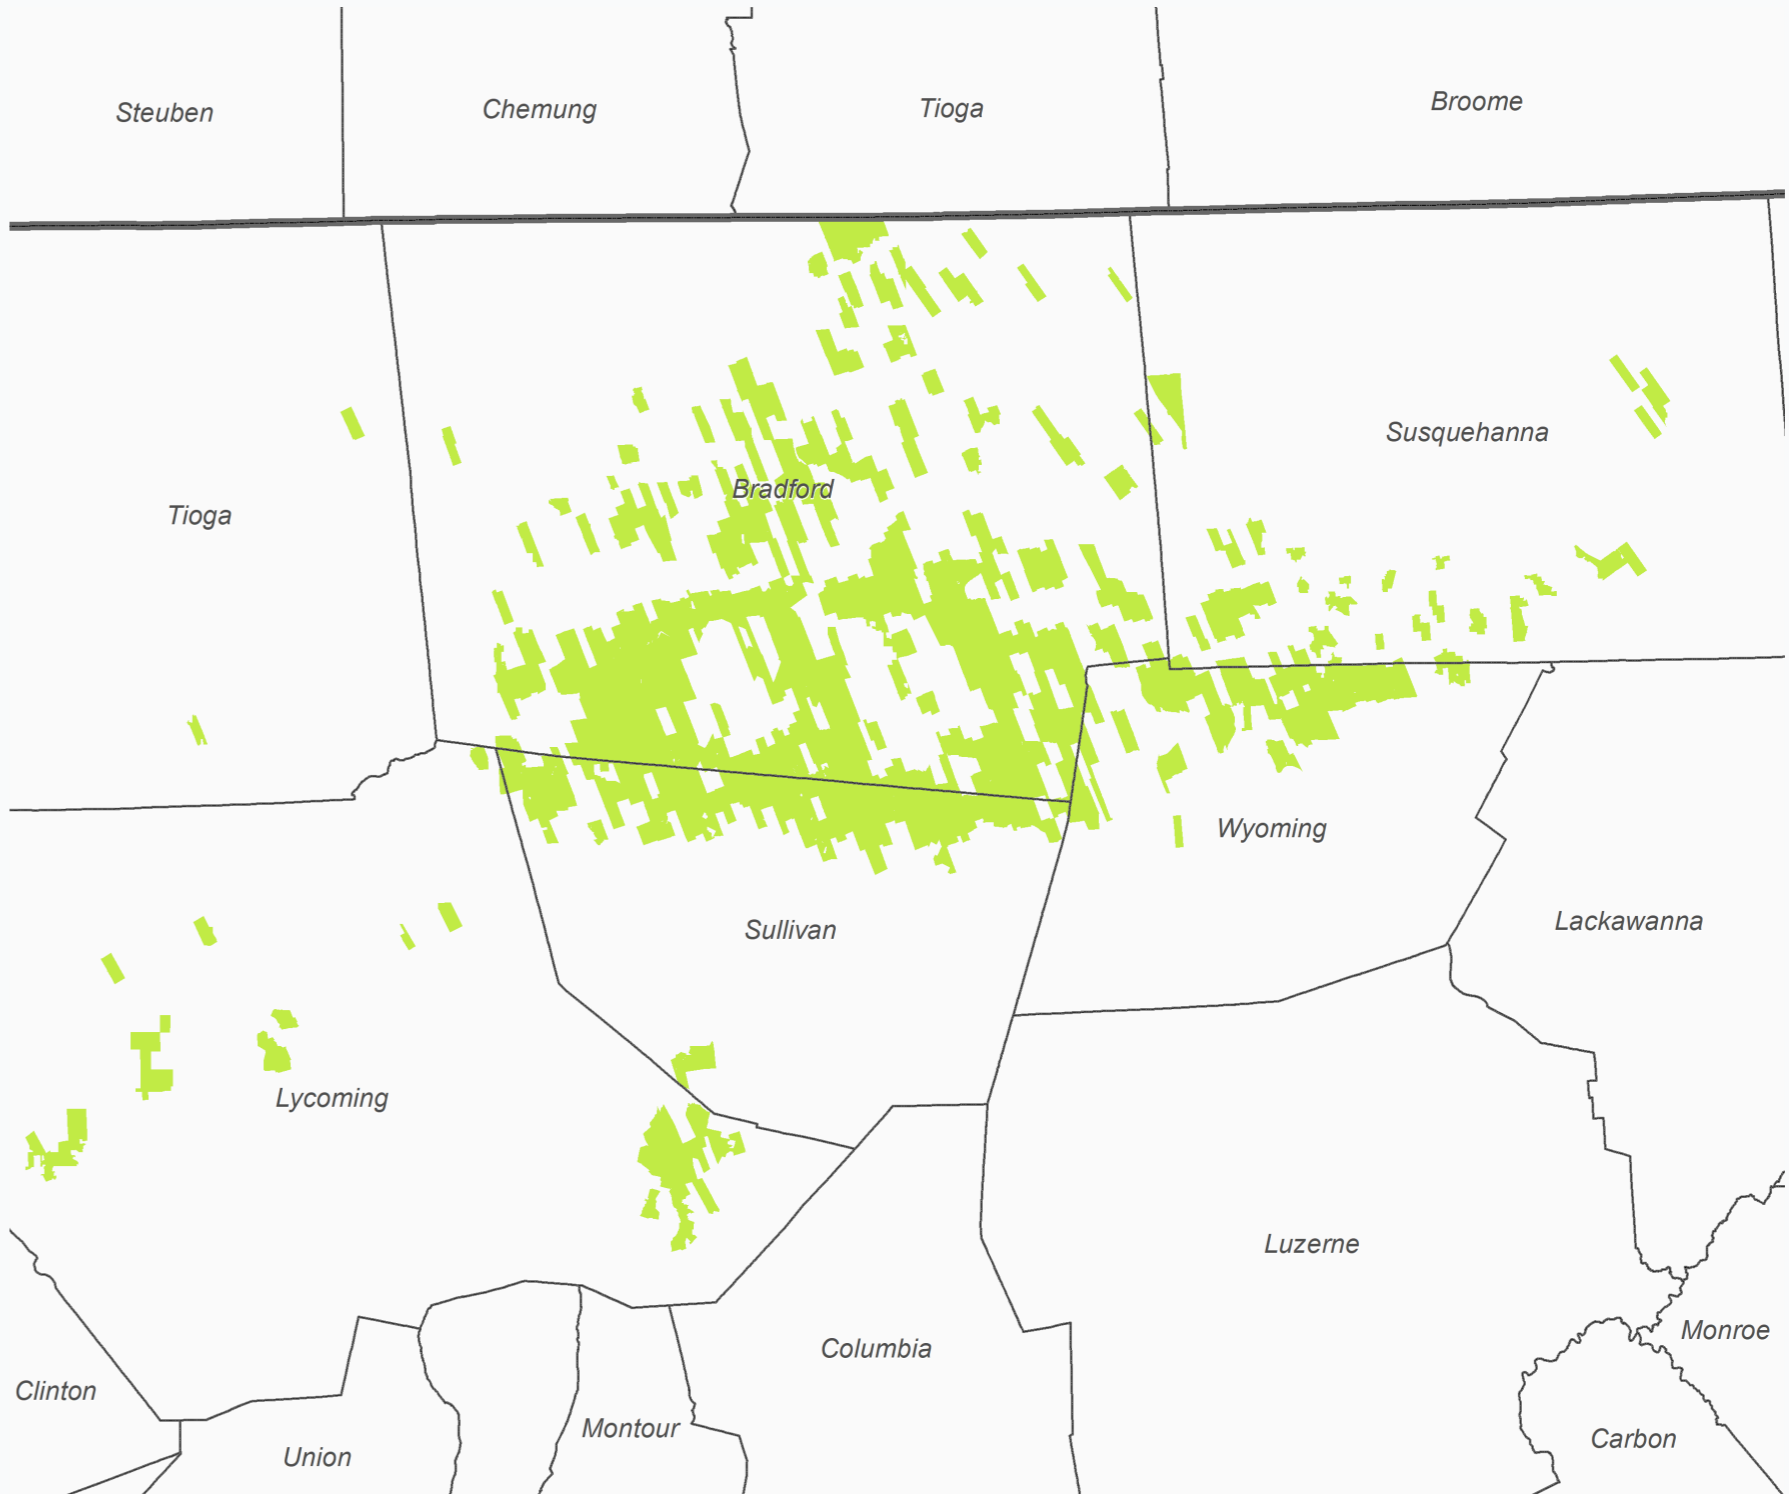 Steuben
Chemung
Tioga
Broome
Susquehanna
Bradford
Tioga
Wyoming
Lackawanna
Sullivan
Lycoming
Luzerne
Monroe
Columbia
Clinton
Montour
Carbon
Union